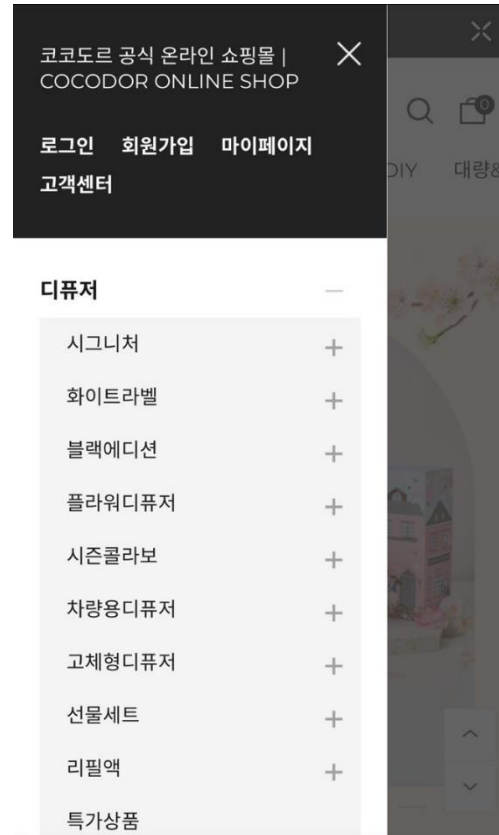 코코도르 공식 온라인 쇼핑몰 |
COCODOR ONLINE SHOP
로그인 회원가입 마이페이지
고객센터
0
DIY 대량&
디퓨저
시그니처
화이트라벨
블랙에디션
플라워디퓨저
시즌콜라보
차량용디퓨저
고체형디퓨저
선물세트
리필액
특가상품